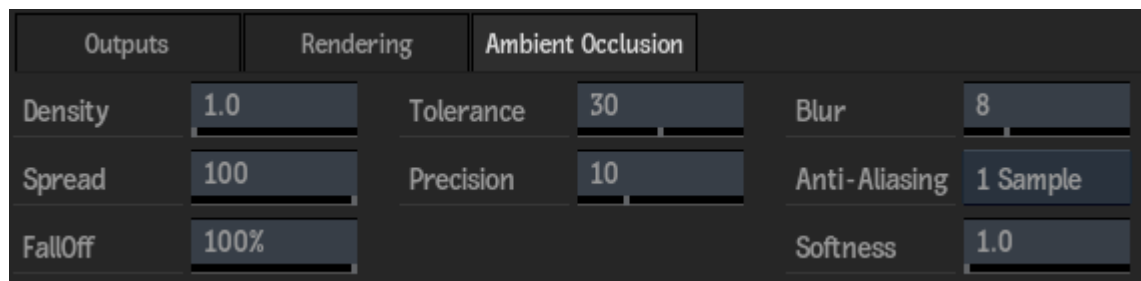 Outputs Rendering Ambient Occlusion
Density 1.0 Tolerance 30 Blur 8
Spread 100 Precision 10 Anti-Aliasing 1 Sample
FallOff 100% Softness 1.0